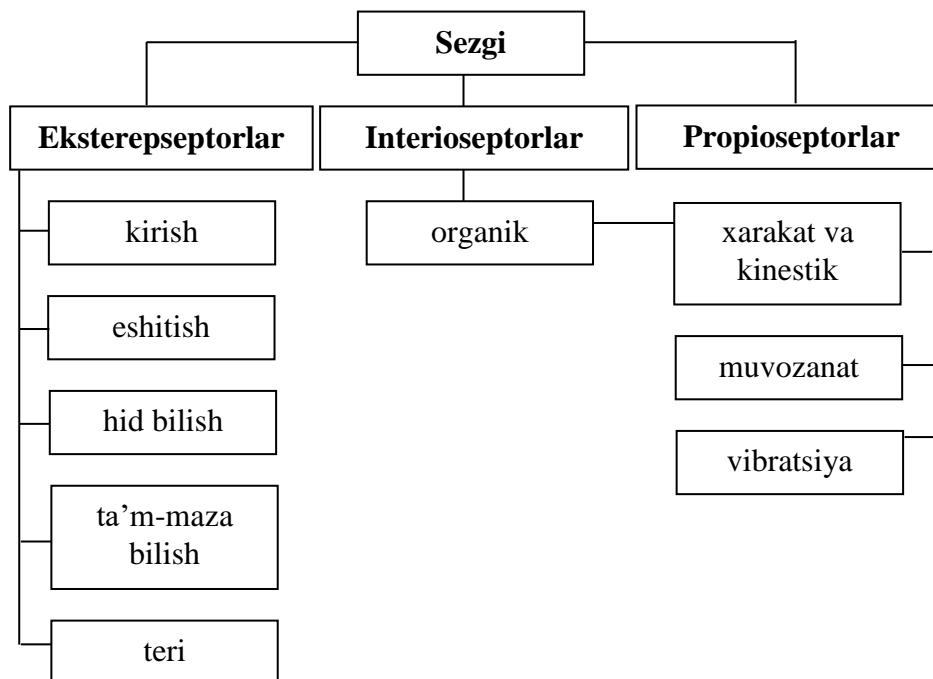 Sezgi
Eksterepseptorlar
Interioseptorlar
Propioseptorlar
kirish
eshitish
hid bilish
ta’m-maza
bilish
teri
organik
xarakat va
kinestik
muvozanat
vibratsiya